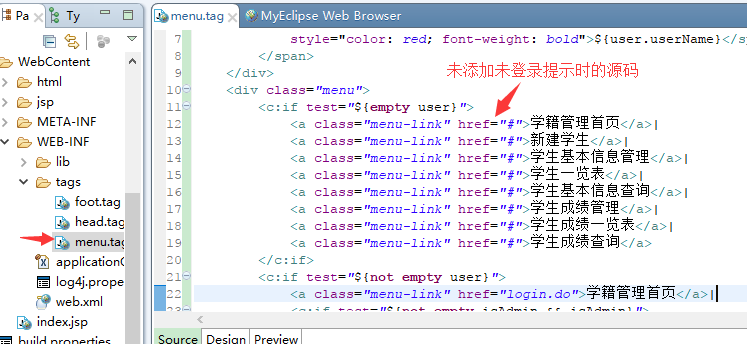 Pa
Ty
menu.tag
MyEclipse Web Browser
WebContent
html
jsp
META-INF
WEB-INF
lib
tags
foot.tag
head.tag
menu.tag
application
log4j.prope
web.xml
index.jsp
build.properties
7 style="color: red; font-weight: bold">${user.userName}</s
8 </span>
9 </div>
未添加未登录提示时的源码
10 <div class="menu">
11 <c:if test="${empty user}">
12 <a class="menu-link" href="#">学籍管理首页</a>|
13 <a class="menu-link" href="#">新建学生</a>|
14 <a class="menu-link" href="#">学生基本信息管理</a>|
15 <a class="menu-link" href="#">学生一览表</a>|
16 <a class="menu-link" href="#">学生基本信息查询</a>|
17 <a class="menu-link" href="#">学生成绩管理</a>|
18 <a class="menu-link" href="#">学生成绩一览表</a>|
19 <a class="menu-link" href="#">学生成绩查询</a>
20 </c:if>
21 <c:if test="${not empty user}">
22 <a class="menu-link" href="login.do">学籍管理首页</a>|
23 <c:if test="${not empty isAdmin && isAdmin}">
Source
Design
Preview